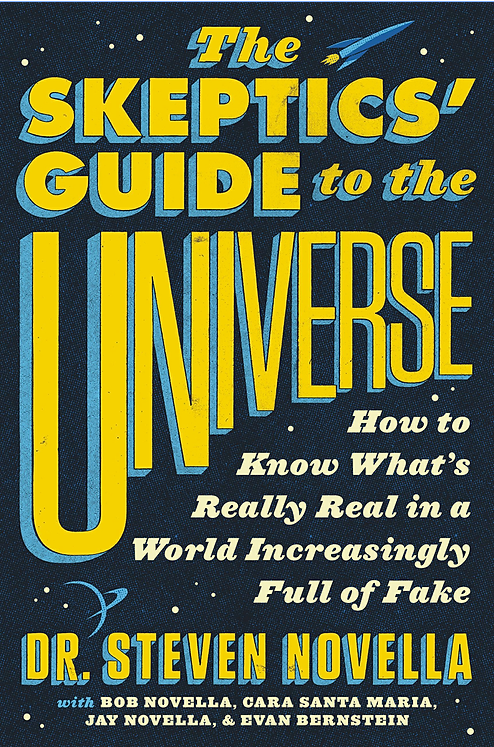 The
SKEPTICS'
GUIDE to the
UNIVERSE
How to
Know What's
Really Real in a
World Increasingly
Full of Fake
DR. STEVEN NOVELLA
with BOB NOVELLA, CARA SANTA MARIA,
JAY NOVELLA, & EVAN BERNSTEIN